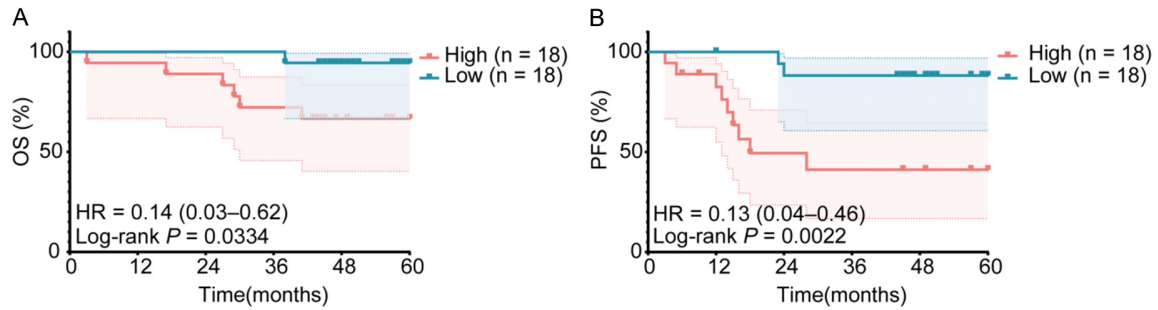 A
OS (%)
100
50
0
0 12 24 36 48 60
Time(months)
High (n = 18)
Low (n = 18)
HR = 0.14 (0.03–0.62)
Log-rank P = 0.0334
B
PFS (%)
100
50
0
0 12 24 36 48 60
Time(months)
High (n = 18)
Low (n = 18)
HR = 0.13 (0.04–0.46)
Log-rank P = 0.0022